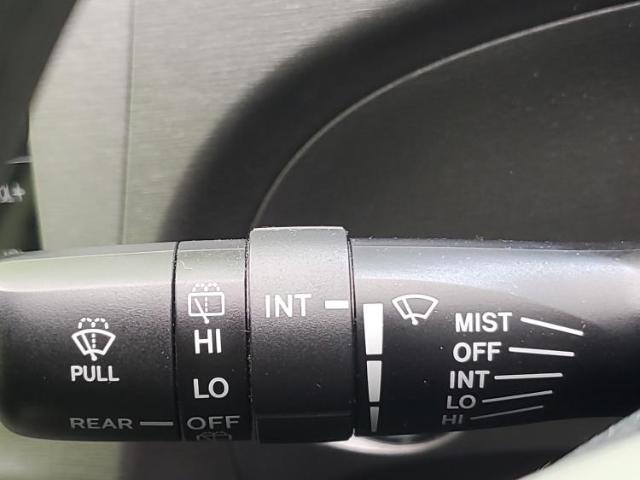 PULL
REAR
HI
LO
OFF
INT
MIST
OFF
INT
LO
HI